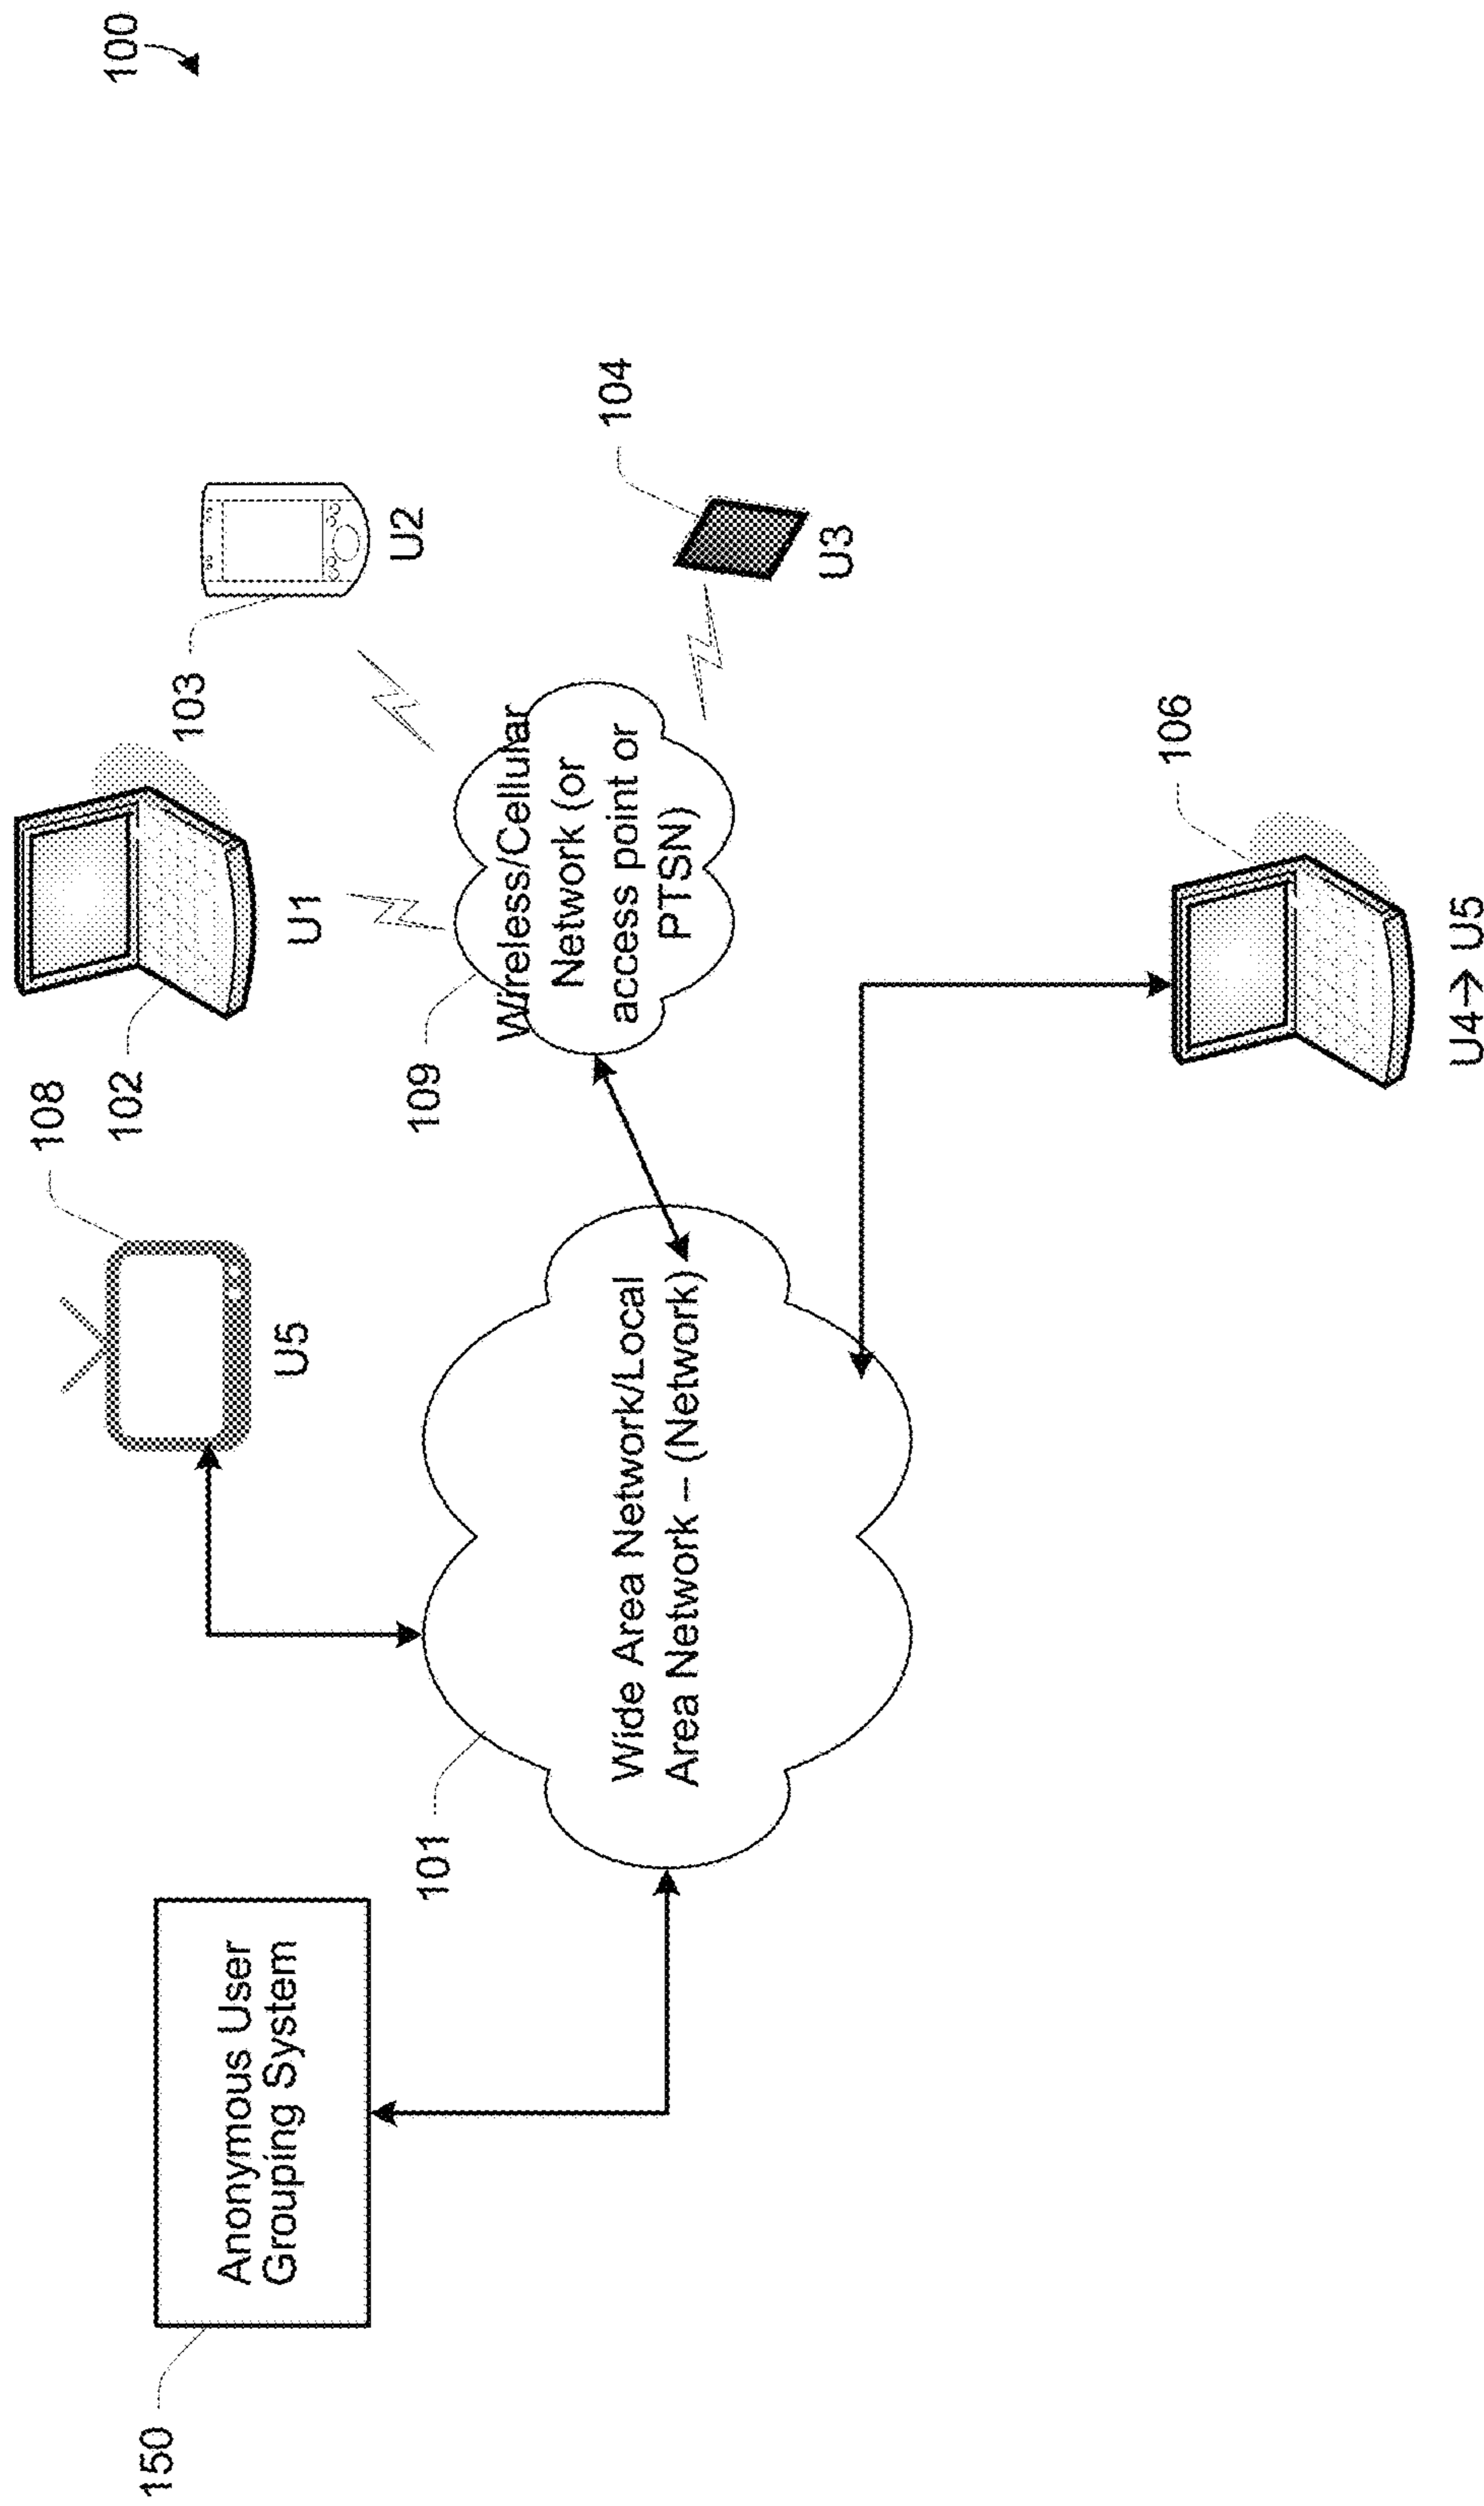 100
108
102
U1
103
U2
104
U3
U5
109
Wireless/Cellular
Network (or
access point or
PTSN)
150
Anonymous User
Grouping System
101
Wide Area Network/Local
Area Network – (Network)
106
U4→ U5